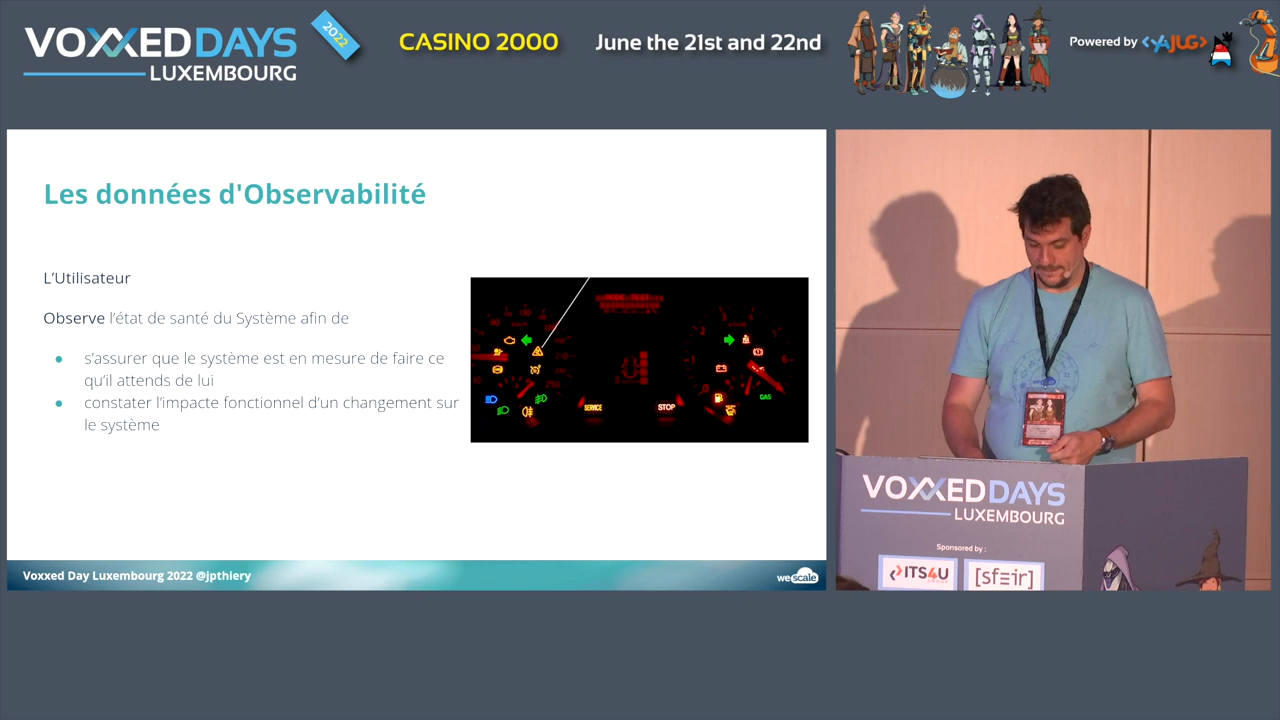 VOXXED DAYS
LUXEMBOURG
2022
CASINO 2000
June the 21st and 22nd
Powered by <YAJUG>
Les données d'Observabilité
L'Utilisateur
Observe l'état de santé du Système afin de
● s'assurer que le système est en mesure de faire ce
qu'il attends de lui
● constater l'impacte fonctionnel d'un changement sur
le système
MODE TEST
SERVICE
STOP
GAS
Voxxed Day Luxembourg 2022 @jpthiery
wescale
VOXXED DAYS
LUXEMBOURG
Sponsored by :
ITS4U
[sfeir]